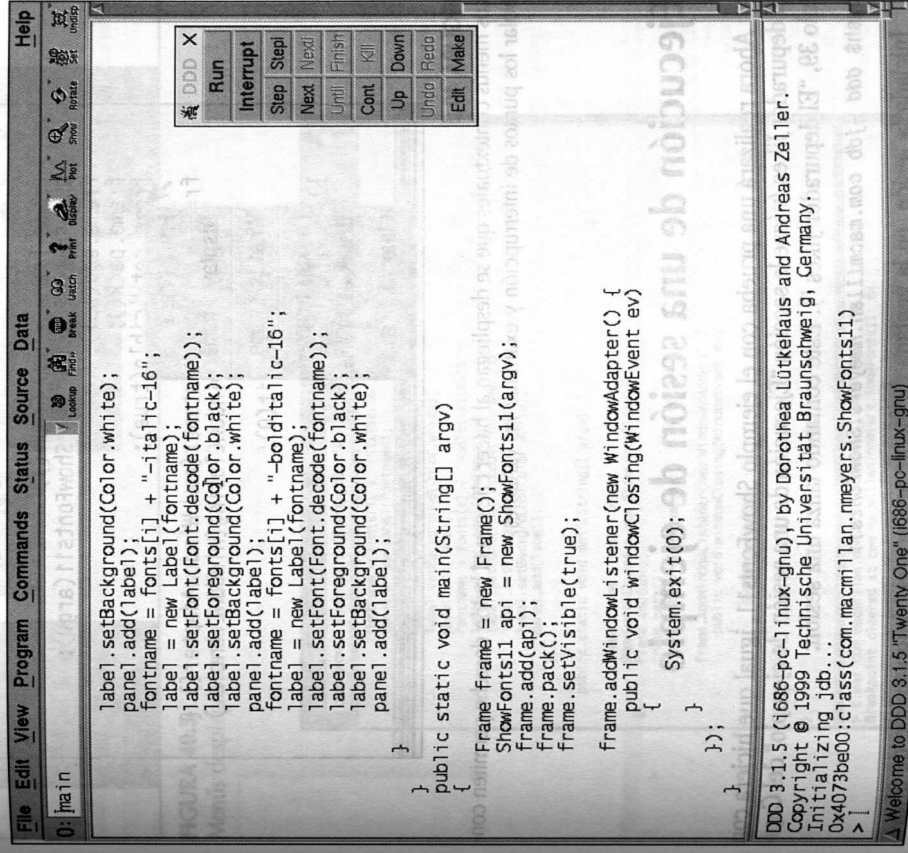 File Edit View Program Commands Status Source Data Help
0: main
Lookup Find>> Break Watch Print Display Plot Show Rotate Set Undisp
label.setBackground(Color.white);
panel.add(label);
fontname = fonts[i] + "-italic-16";
label = new Label(fontname);
label.setFont(Font.decode(fontname));
label.setForeground(Color.black);
label.setBackground(Color.white);
panel.add(label);
fontname = fonts[i] + "-bolditalic-16";
label = new Label(fontname);
label.setFont(Font.decode(fontname));
label.setForeground(Color.black);
label.setBackground(Color.white);
panel.add(label);
}
}
public static void main(String[] argv)
{
Frame frame = new Frame();
ShowFonts11 api = new ShowFonts11(argv);
frame.add(api);
frame.pack();
frame.setVisible(true);
frame.addWindowListener(new WindowAdapter() {
public void windowClosing(WindowEvent ev)
{
System.exit(0);
}
});
}
DDD X
Run
Interrupt
Step Stepi
Next Nexti
Until Finish
Cont Kill
Up Down
Undo Redo
Edit Make
DDD 3.1.5 (i686-pc-linux-gnu), by Dorothea Lütkehaus and Andreas Zeller.
Copyright © 1999 Technische Universität Braunschweig, Germany.
Initializing jdb...
0x4073be00:class(com.macmillan.nmeyers.ShowFonts11)
>
Welcome to DDD 3.1.5 "Twenty One" (i686-pc-linux-gnu)